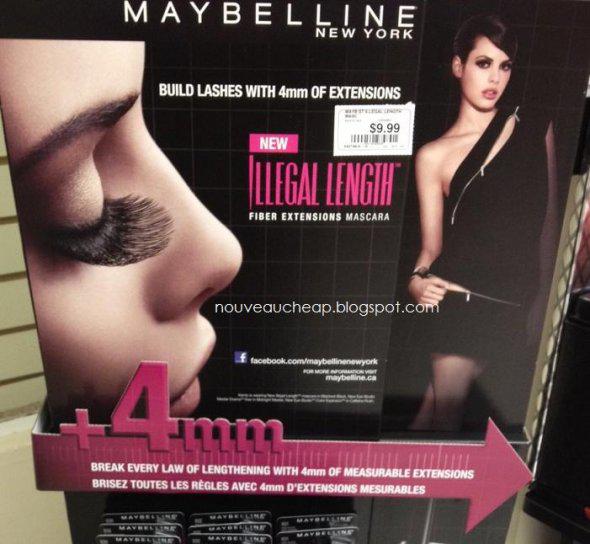 MAYBELLINE
NEW YORK
BUILD LASHES WITH 4mm OF EXTENSIONS
$9.99
NEW
ILLEGAL LENGTH™
FIBER EXTENSIONS MASCARA
nouveaucheap.blogspot.com
facebook.com/maybellinenewyork
FOR MORE INFORMATION VISIT
maybelline.ca
+4mm
BREAK EVERY LAW OF LENGTHENING WITH 4mm OF MEASURABLE EXTENSIONS
BRISEZ TOUTES LES RÈGLES AVEC 4mm D'EXTENSIONS MESURABLES
MAYBELLINE MAYBELLINE MAYBELLINE